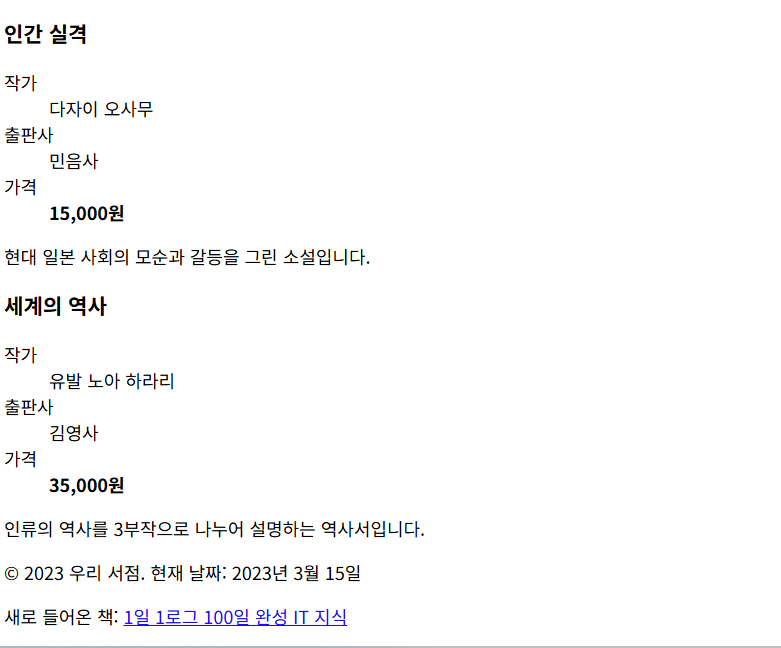 인간 실격
작가
다자이 오사무
출판사
민음사
가격
15,000원
현대 일본 사회의 모순과 갈등을 그린 소설입니다.
세계의 역사
작가
유발 노아 하라리
출판사
김영사
가격
35,000원
인류의 역사를 3부작으로 나누어 설명하는 역사서입니다.
© 2023 우리 서점. 현재 날짜: 2023년 3월 15일
새로 들어온 책: 1일 1로그 100일 완성 IT 지식